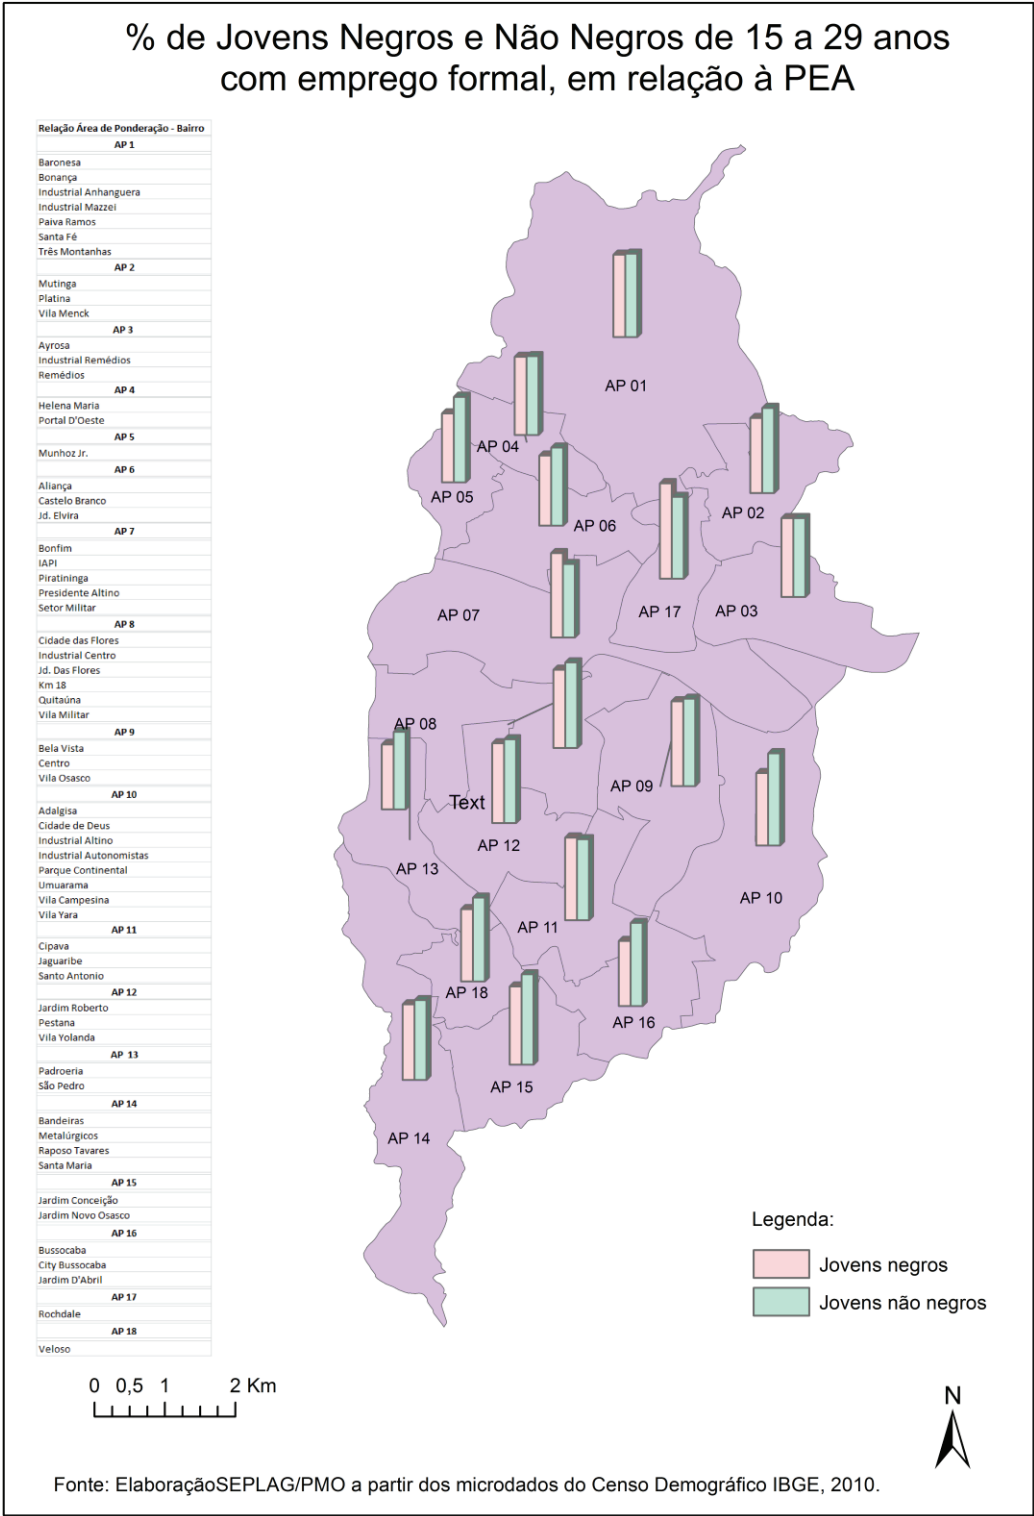 % de Jovens Negros e Não Negros de 15 a 29 anos
com emprego formal, em relação à PEA
Relação Área de Ponderação - Bairro
AP 1
Baronesa
Bonança
Industrial Anhanguera
Industrial Mazzei
Paiva Ramos
Santa Fé
Três Montanhas
AP 2
Mutinga
Platina
Vila Menck
AP 3
Ayrosa
Industrial Remédios
Remédios
AP 4
Helena Maria
Portal D'Oeste
AP 5
Munhoz Jr.
AP 6
Aliança
Castelo Branco
Jd. Elvira
AP 7
Bonfim
IAPI
Piratininga
Presidente Altino
Setor Militar
AP 8
Cidade das Flores
Industrial Centro
Jd. Das Flores
Km 18
Quitaúna
Vila Militar
AP 9
Bela Vista
Centro
Vila Osasco
AP 10
Adalgisa
Cidade de Deus
Industrial Altino
Industrial Autonomistas
Parque Continental
Umuarama
Vila Campesina
Vila Yara
AP 11
Cipava
Jaguaribe
Santo Antonio
AP 12
Jardim Roberto
Pestana
Vila Yolanda
AP 13
Padroeria
São Pedro
AP 14
Bandeiras
Metalúrgicos
Raposo Tavares
Santa Maria
AP 15
Jardim Conceição
Jardim Novo Osasco
AP 16
Bussocaba
City Bussocaba
Jardim D'Abril
AP 17
Rochdale
AP 18
Veloso
AP 01
AP 04
AP 05
AP 02
AP 06
AP 07
AP 17
AP 03
AP 08
AP 09
Text
AP 12
AP 13
AP 10
AP 11
AP 18
AP 16
AP 15
AP 14
Legenda:
Jovens negros
Jovens não negros
0 0,5 1 2 Km
N
Fonte: ElaboraçãoSEPLAG/PMO a partir dos microdados do Censo Demográfico IBGE, 2010.